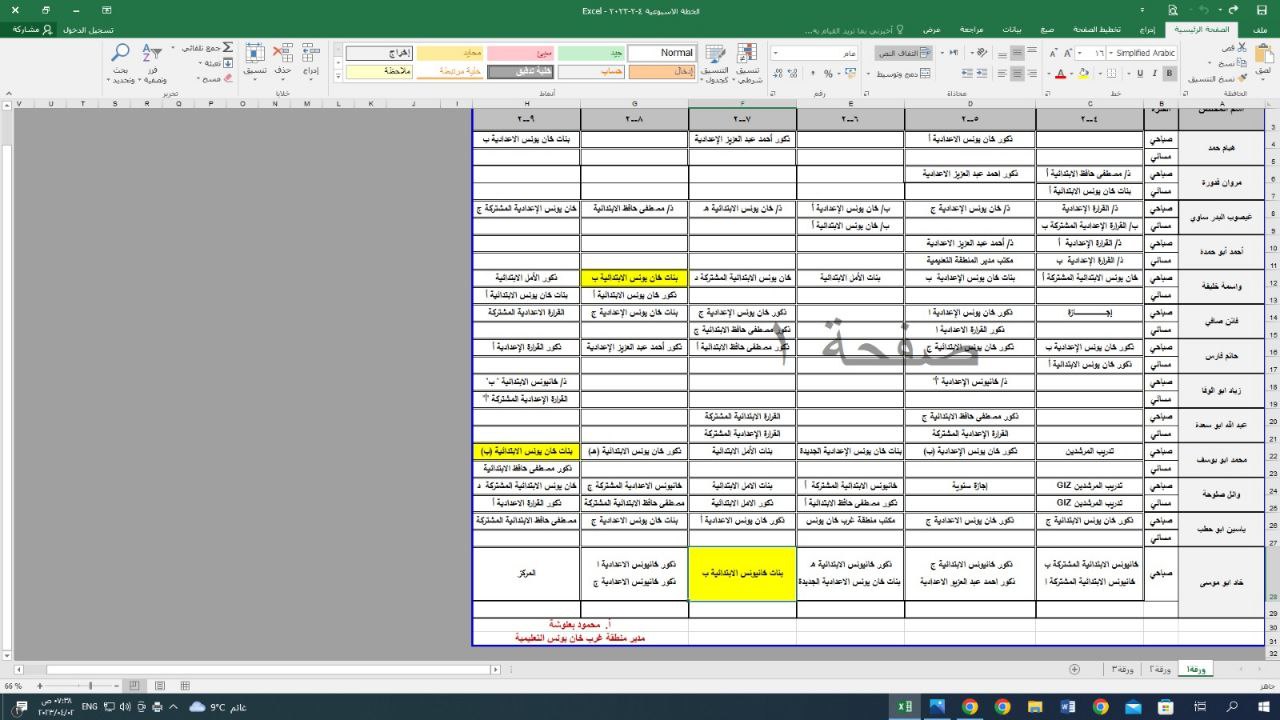 الخطة الاسبوعية ٤-٢-٢٠٢٣ - Excel
تسجيل الدخول
مشاركة
ملف
الصفحة الرئيسية
إدراج
تخطيط الصفحة
صيغ
بيانات
مراجعة
عرض
أخبرني بما تريد القيام به...
لصق
قص
نسخ
نسخ التنسيق
الحافظة
Simplified Arabic
١٦
خط
التفاف النص
دمج وتوسيط
محاذاة
عام
رقم
تنسيق شرطي
التنسيق كجدول
Normal
سيئ
جيد
محايد
إخراج
إدخال
حساب
خلية تدقيق
خلية مرتبطة
ملاحظة
أنماط
إدراج
حذف
تنسيق
خلايا
جمع تلقائي
تعبئة
مسح
فرز وتصفية
بحث وتحديد
تحرير
A B C D E F G H I J K L M N O P Q R S T U V
٤--٢ ٥--٢ ٦--٢ ٧--٢ ٨--٢ ٩--٢
هيام حمد
صباحي ذكور خان يونس الاعدادية أ ذكور أحمد عبد العزيز الإعدادية بنات خان يونس الاعدادية ب
مسائي
مروان قدورة
صباحي ذ/ مصطفى حافظ الابتدائية أ ذكور احمد عبد العزيز الاعدادية
مسائي بنات خان يونس الابتدائية أ
غيصوب البدر ساوي
صباحي ذ/ القرارة الإعدادية ذ/ خان يونس الإعدادية ج ب/ خان يونس الإعدادية أ ذ/ خان يونس الابتدائية هـ ذ/ مصطفى حافظ الابتدائية خان يونس الإعدادية المشتركة ج
مسائي ب/ القرارة الإعدادية المشتركة ب ب/ خان يونس الابتدائية أ
أحمد أبو حمدة
صباحي ذ/ القرارة الإعدادية أ ذ/ أحمد عبد العزيز الاعدادية
مسائي ذ/ القرارة الإعدادية ب مكتب مدير المنطقة التعليمية
واسمة خليفة
صباحي خان يونس الابتدائية المشتركة أ بنات خان يونس الإعدادية ب بنات الأمل الابتدائية خان يونس الابتدائية المشتركة د بنات خان يونس الابتدائية ب ذكور الأمل الابتدائية
مسائي ذكور خان يونس الابتدائية أ بنات خان يونس الابتدائية أ
فاتن صافي
صباحي إجـــــازة ذكور خان يونس الإعدادية ا ذكور خان يونس الإعدادية ج بنات خان يونس الإعدادية ج القرارة الاعدادية المشتركة
مسائي ذكور القرارة الاعدادية ا ذكور مصطفى حافظ الابتدائية ج
حاتم فارس
صباحي ذكور خان يونس الإعدادية ب ذكور خان يونس الابتدائية ج ذكور مصطفى حافظ الابتدائية أ ذكور أحمد عبد العزيز الإعدادية ذكور القرارة الإعدادية أ
مسائي ذكور خان يونس الابتدائية أ
زياد ابو الوفا
صباحي ذ/ خانيونس الإعدادية "أ" ذ/ خانيونس الابتدائية " ب"
مسائي القرارة الإعدادية المشتركة "أ"
عبد الله ابو سعدة
صباحي ذكور مصطفى حافظ الابتدائية ج القرارة الابتدائية المشتركة
مسائي القرارة الإعدادية المشتركة القرارة الإعدادية المشتركة
محمد ابو يوسف
صباحي تدريب المرشدين ذكور خان يونس الإعدادية (ب) بنات خان يونس الإعدادية الجديدة بنات الأمل الابتدائية ذكور خان يونس الابتدائية (هـ) بنات خان يونس الابتدائية (ب)
مسائي ذكور مصطفى حافظ الابتدائية
وائل صلوحة
صباحي تدريب المرشدين GIZ إجازة سنوية خانيونس الابتدائية المشتركة أ بنات الامل الابتدائية خانيونس الاعدادية المشتركة ج خان يونس الابتدائية المشتركة د
مسائي تدريب المرشدين GIZ ذكور مصطفى حافظ الابتدائية أ ذكور الامل الابتدائية مصطفى حافظ الابتدائية المشتركة ذكور القرارة الاعدادية أ
ياسين ابو حطب
صباحي ذكور خان يونس الابتدائية ج ذكور خان يونس الاعدادية ج مكتب منطقة غرب خان يونس ذكور خان يونس الابتدائية أ بنات خان يونس الاعدادية ج مصطفى حافظ الابتدائية المشتركة
مسائي
خاد ابو موسى
صباحي خانيونس الابتدائية المشتركة ب ذكور خانيونس الابتدائية ج ذكور خانيونس الابتدائية هـ بنات خانيونس الابتدائية ب ذكور خانيونس الاعدادية ا المركز
خانيونس الابتدائية المشتركة ا ذكور احمد عبد العزيو الاعدادية بنات خان يونس الاعدادية الجديدة ذكور خانيونس الاعدادية ج
أ. محمود بعلوشة
مدير منطقة غرب خان يونس التعليمية
صفحة ١
ورقة١ ورقة٢ ورقة٣
جاهز
66 %
9°C غائم
ENG
٠٧:٣٨ ص
٢٠٢٣/٠٤/٠٢